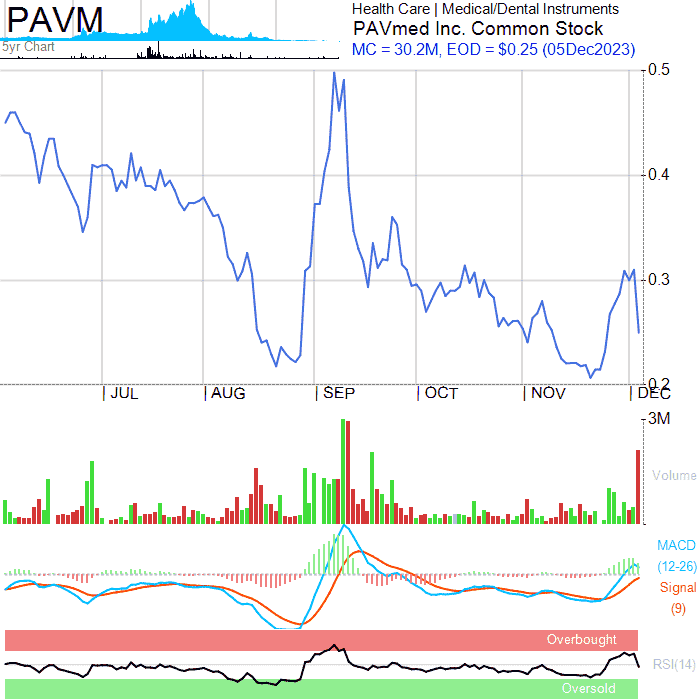 PAVM
5yr Chart
Health Care | Medical/Dental Instruments
PAVmed Inc. Common Stock
MC = 30.2M, EOD = $0.25 (05Dec2023)
0.5
0.4
0.3
0.2
JUL
AUG
SEP
OCT
NOV
DEC
3M
Volume
MACD
(12-26)
Signal
(9)
Overbought
RSI(14)
Oversold